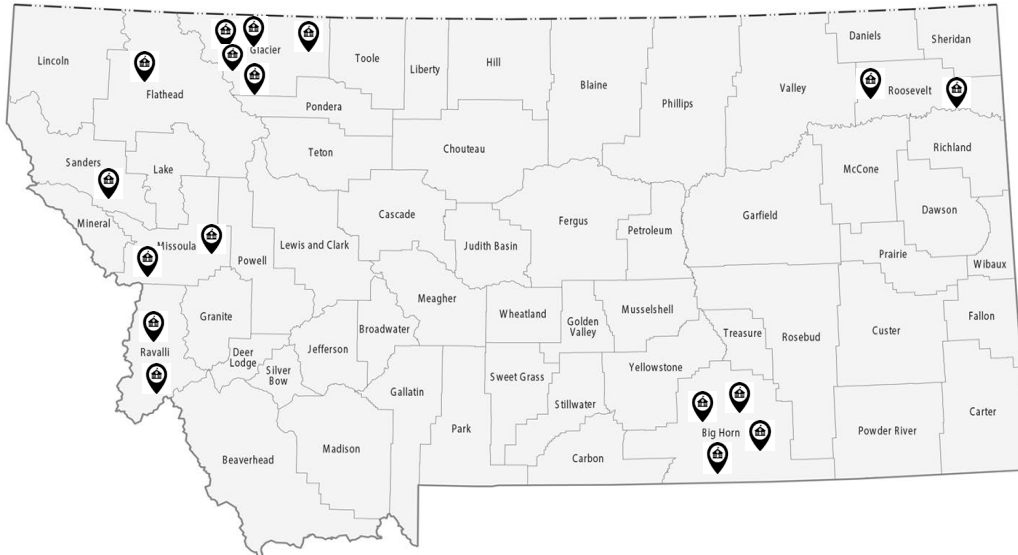 Lincoln
Flathead
Glacier
Toole
Liberty
Hill
Blaine
Phillips
Valley
Daniels
Sheridan
Roosevelt
Pondera
Teton
Chouteau
Sanders
Lake
Richland
McCone
Mineral
Missoula
Powell
Lewis and Clark
Cascade
Judith Basin
Fergus
Petroleum
Garfield
Dawson
Prairie
Wibaux
Granite
Meagher
Wheatland
Golden
Valley
Musselshell
Treasure
Rosebud
Custer
Fallon
Ravalli
Deer
Lodge
Silver
Bow
Jefferson
Broadwater
Gallatin
Sweet Grass
Stillwater
Yellowstone
Big Horn
Powder River
Carter
Beaverhead
Madison
Park
Carbon